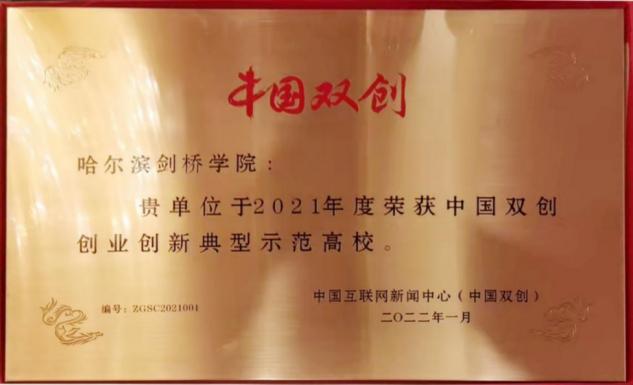 中国双创
哈尔滨剑桥学院：
贵单位于2021年度荣获中国双创
创业创新典型示范高校。
中国互联网新闻中心（中国双创）
编号：ZGSC2021001
二〇二二年一月